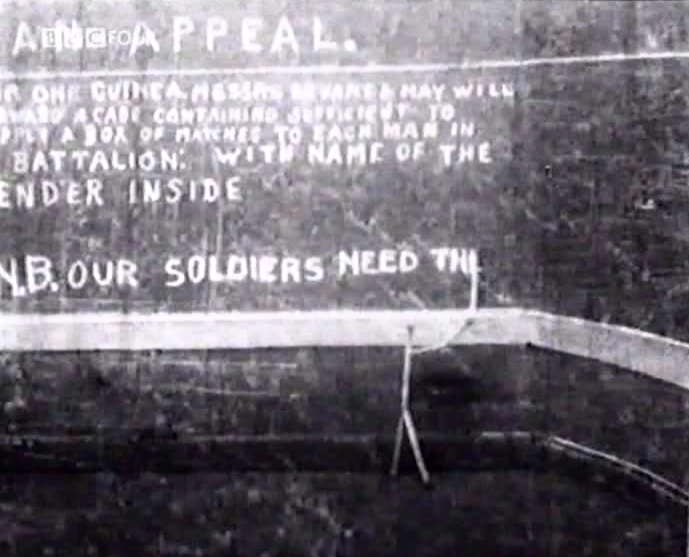 AN APPEAL.
BBC FOUR
ONE GUINEA MESSRS BRYANT & MAY WILL
A CASE CONTAINING SUFFICIENT TO
A BOX OF MATCHES TO EACH MAN IN
BATTALION: WITH NAME OF THE
ENDER INSIDE
N.B. OUR SOLDIERS NEED THI